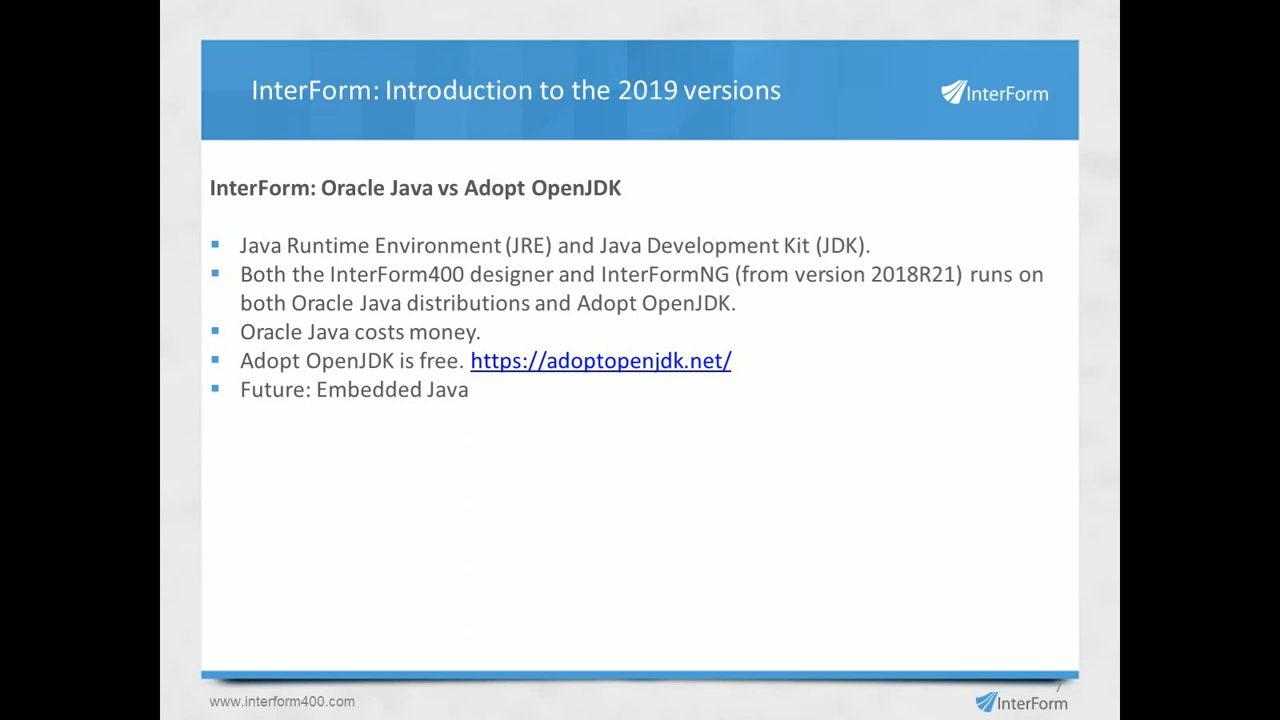 InterForm: Introduction to the 2019 versions
InterForm
InterForm: Oracle Java vs Adopt OpenJDK
Java Runtime Environment (JRE) and Java Development Kit (JDK).
Both the InterForm400 designer and InterFormNG (from version 2018R21) runs on
both Oracle Java distributions and Adopt OpenJDK.
Oracle Java costs money.
Adopt OpenJDK is free. https://adoptopenjdk.net/
Future: Embedded Java
7
www.interform400.com
InterForm